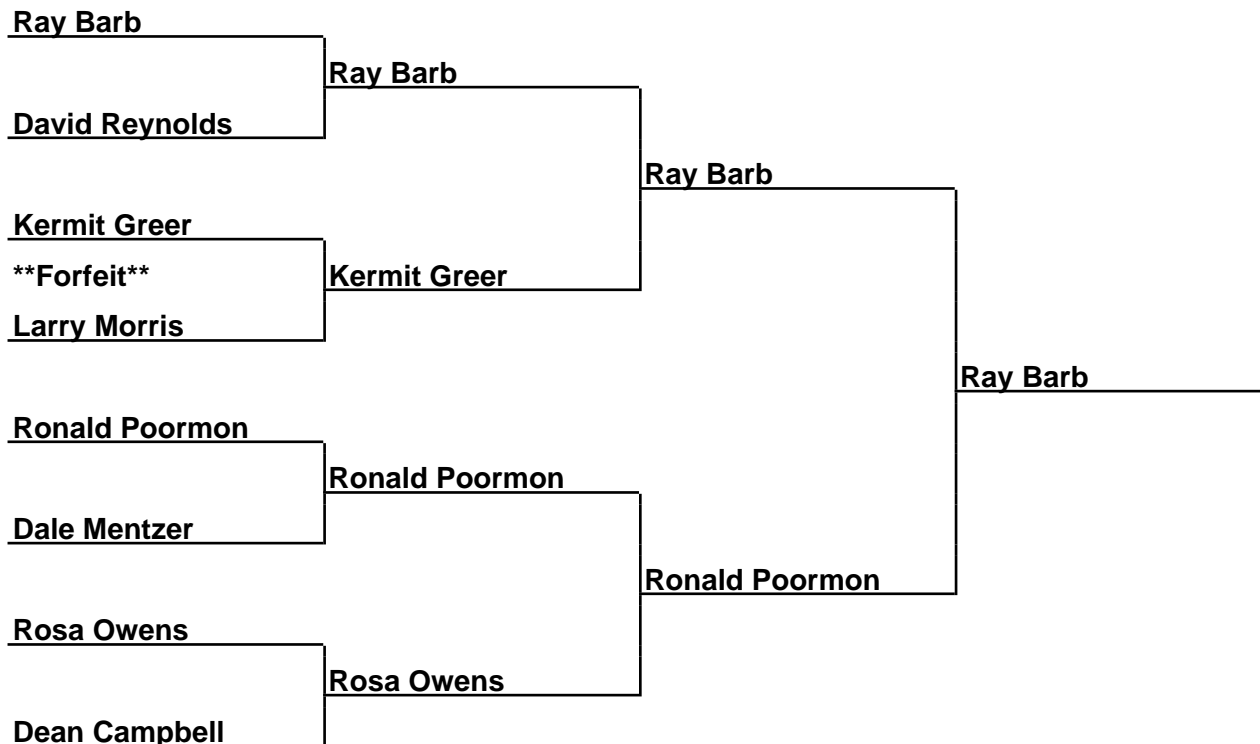 Ray Barb
Ray Barb
David Reynolds
Ray Barb
Kermit Greer
**Forfeit**
Kermit Greer
Larry Morris
Ray Barb
Ronald Poormon
Ronald Poormon
Dale Mentzer
Ronald Poormon
Rosa Owens
Rosa Owens
Dean Campbell